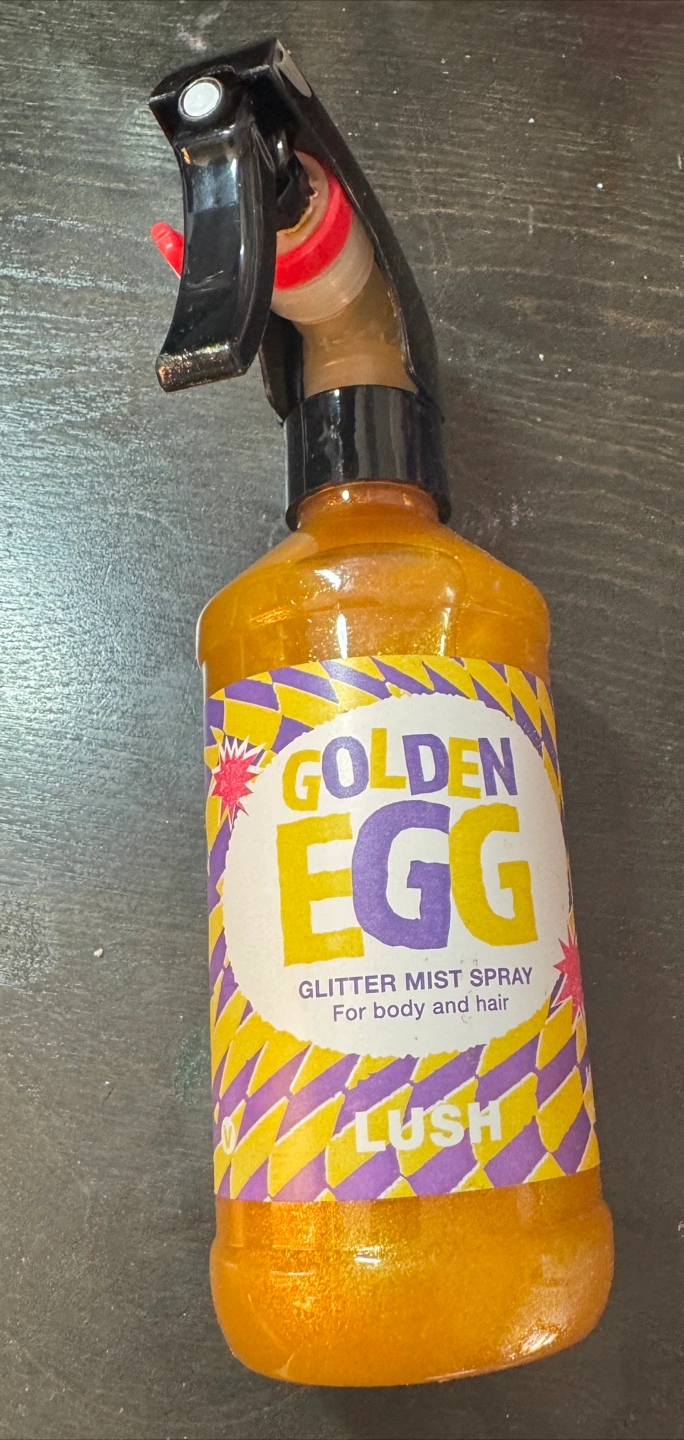 GOLDEN
EGG
GLITTER MIST SPRAY
For body and hair
LUSH
V